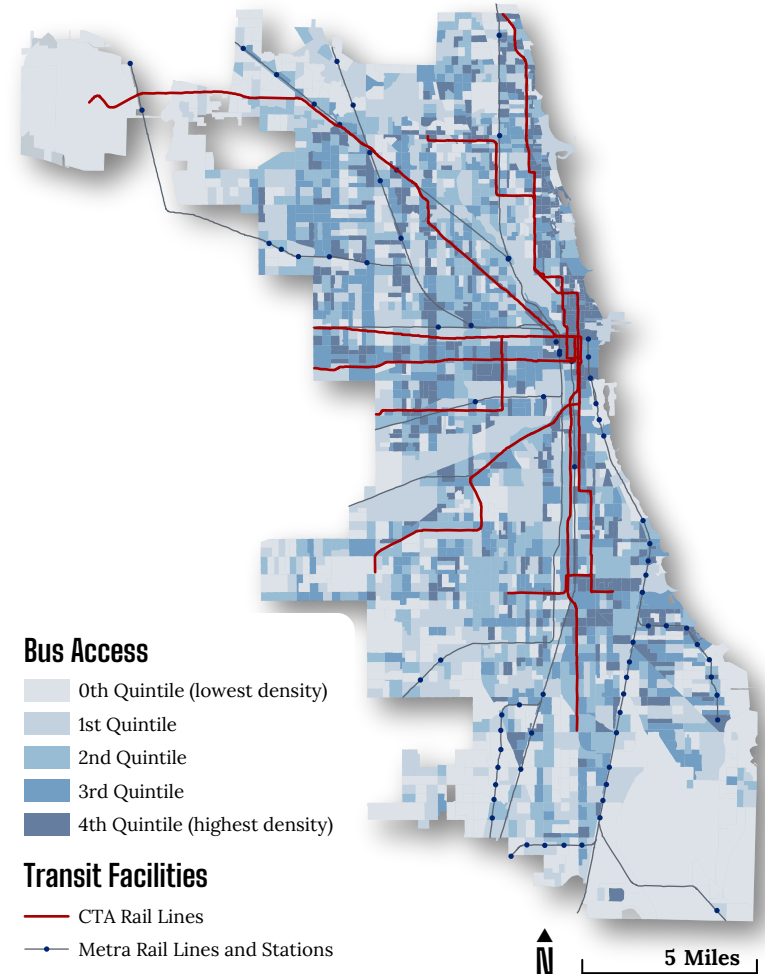 Bus Access
0th Quintile (lowest density)
1st Quintile
2nd Quintile
3rd Quintile
4th Quintile (highest density)
Transit Facilities
CTA Rail Lines
Metra Rail Lines and Stations
N
5 Miles